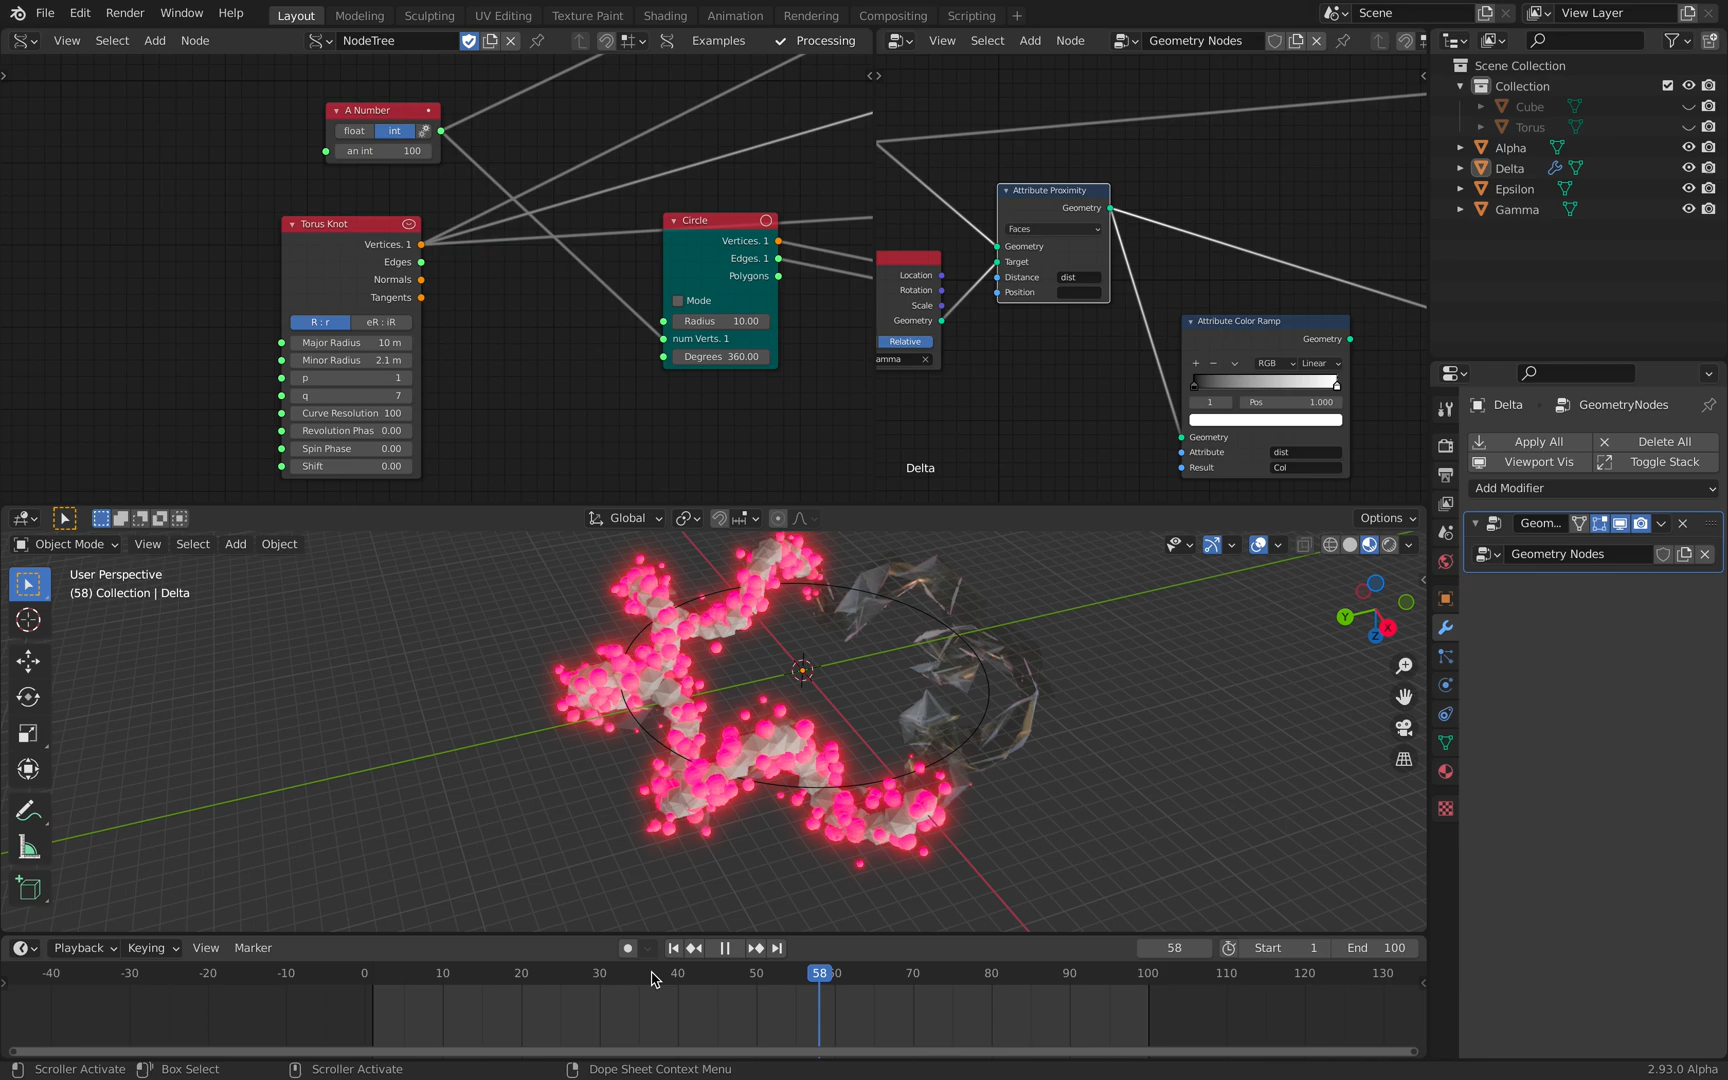 File Edit Render Window Help Layout Modeling Sculpting UV Editing Texture Paint Shading Animation Rendering Compositing Scripting + Scene View Layer
View Select Add Node NodeTree Examples Processing
View Select Add Node Geometry Nodes
A Number
float int
an int 100
Torus Knot
Vertices. 1
Edges
Normals
Tangents
R : r eR : iR
Major Radius 10 m
Minor Radius 2.1 m
p 1
q 7
Curve Resolution 100
Revolution Phas 0.00
Spin Phase 0.00
Shift 0.00
Circle
Vertices. 1
Edges. 1
Polygons
Mode
Radius 10.00
num Verts. 1
Degrees 360.00
Location
Rotation
Scale
Geometry
Relative
amma
Attribute Proximity
Geometry
Faces
Geometry
Target
Distance dist
Position
Attribute Color Ramp
Geometry
RGB Linear
1 Pos 1.000
Geometry
Attribute dist
Result Col
Delta
Scene Collection
Collection
Cube
Torus
Alpha
Delta
Epsilon
Gamma
Delta GeometryNodes
Apply All Delete All
Viewport Vis Toggle Stack
Add Modifier
Geom...
Geometry Nodes
Global Options
Object Mode View Select Add Object
User Perspective
(58) Collection | Delta
Y X Z
Playback Keying View Marker 58 Start 1 End 100
-40 -30 -20 -10 0 10 20 30 40 50 58 70 80 90 100 110 120 130
Scroller Activate Box Select Scroller Activate Dope Sheet Context Menu 2.93.0 Alpha